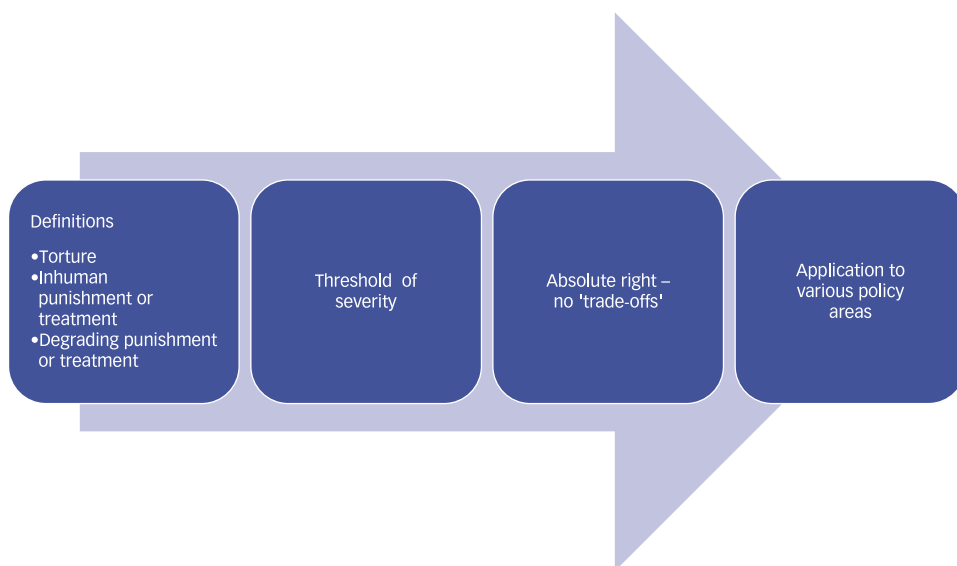 Definitions
•Torture
•Inhuman
punishment or
treatment
•Degrading punishment
or treatment
Threshold of
severity
Absolute right –
no 'trade-offs'
Application to
various policy
areas